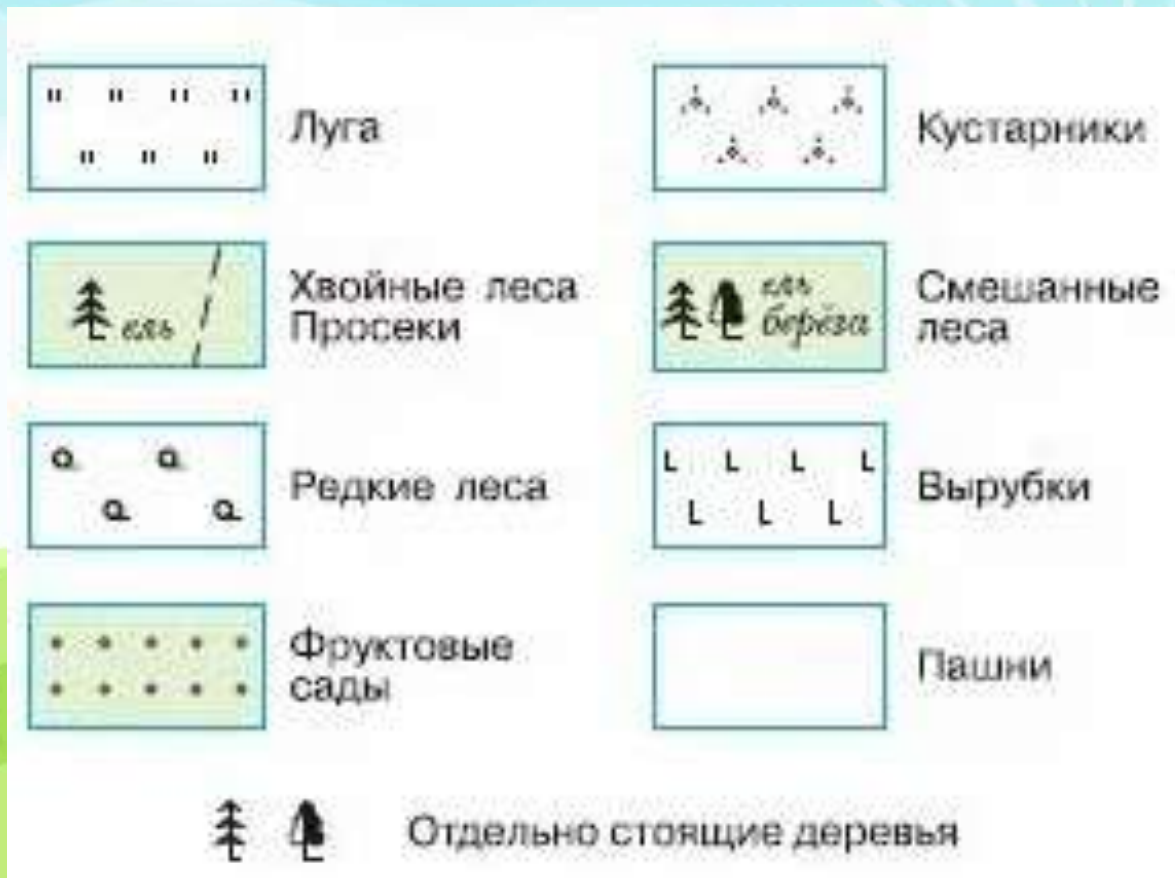 Луга
Кустарники
ель
Хвойные леса
Просеки
ель
берёза
Смешанные
леса
Редкие леса
Вырубки
Фруктовые
сады
Пашни
Отдельно стоящие деревья